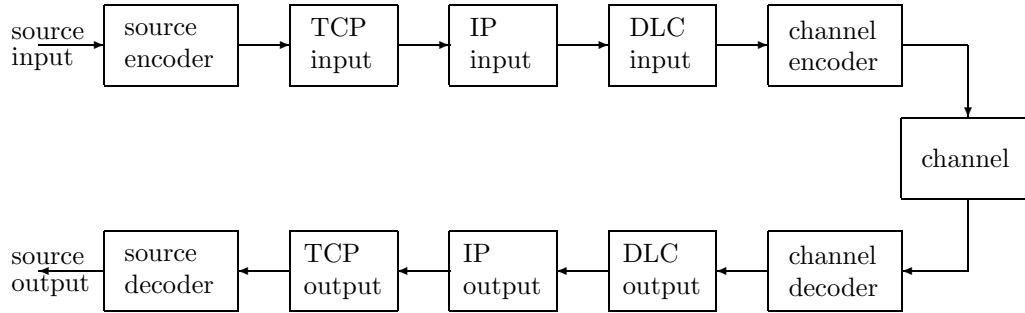 source
input
source
encoder
TCP
input
IP
input
DLC
input
channel
encoder
channel
source
output
source
decoder
TCP
output
IP
output
DLC
output
channel
decoder